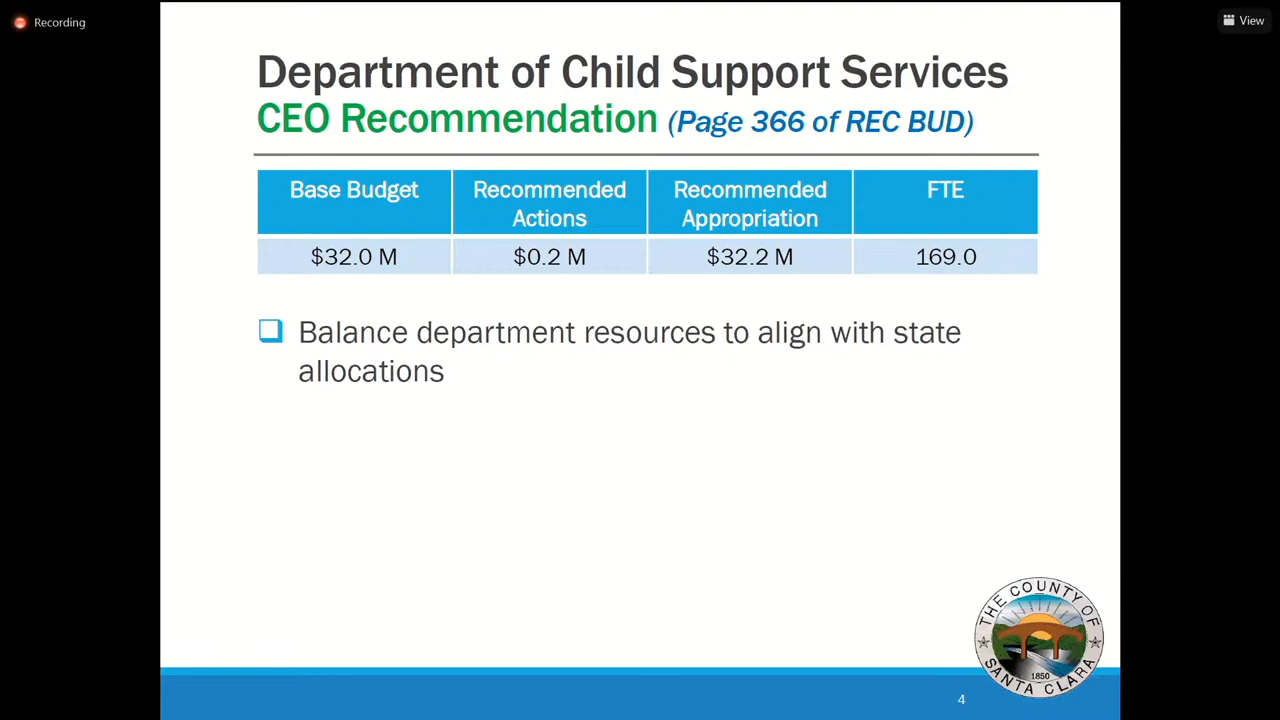 Recording
View
Department of Child Support Services
CEO Recommendation (Page 366 of REC BUD)
Base Budget
Recommended
Actions
Recommended
Appropriation
FTE
$32.0 M
$0.2 M
$32.2 M
169.0
Balance department resources to align with state
allocations
THE COUNTY OF
SANTA CLARA
1850
4